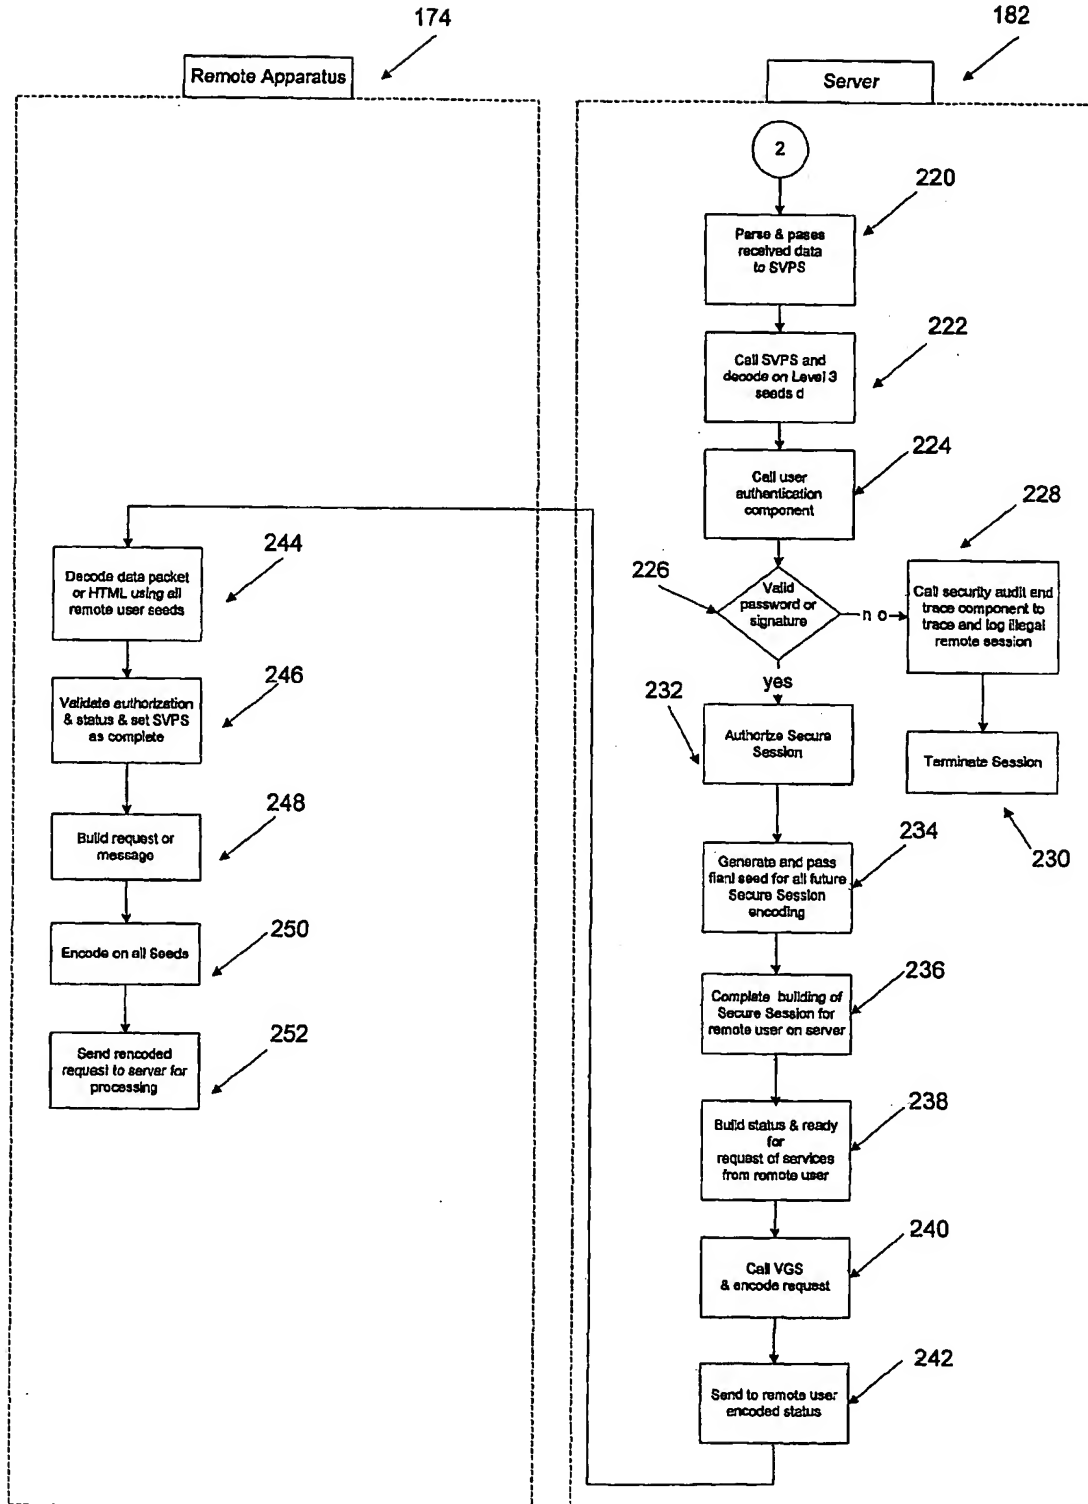 174
182
Remote Apparatus
Server
2
220
Parse & pases
received data
to SVPS
222
Call SVPS and
decode on Level 3
seeds d
224
Call user
authentication
component
226
Valid
password or
signature
n o
yes
228
Call security audit and
trace component to
trace and log illegal
remote session
Terminate Session
230
232
Authorize Secure
Session
234
Generate and pass
fianl seed for all future
Secure Session
encoding
236
Complete building of
Secure Session for
remote user on server
238
Build status & ready
for
request of services
from remote user
240
Call VGS
& encode request
242
Send to remote user
encoded status
244
Decode data packet
or HTML using all
remote user seeds
246
Validate authorization
& status & set SVPS
as complete
248
Build request or
message
250
Encode on all Seeds
252
Send rencoded
request to server for
processing